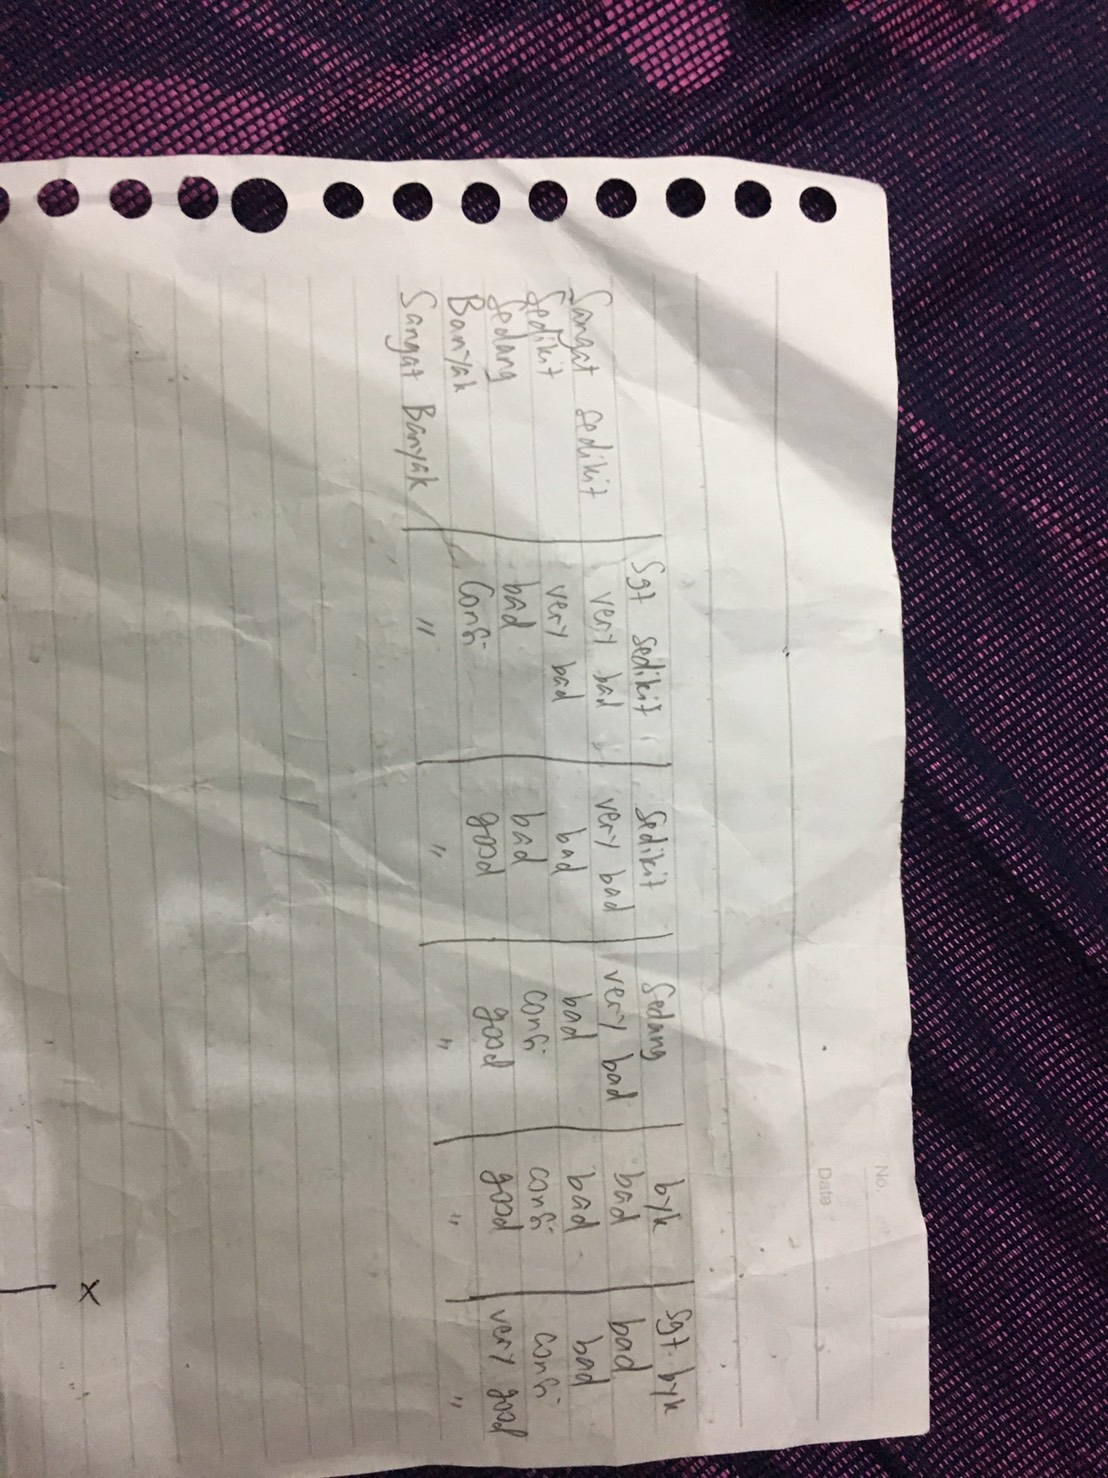 No.
Date
Sgt sedikit | Sedikit | Sedang | byk | Sgt. byk
Sangat sedikit | very bad | very bad | very bad | bad | bad
Sedikit | very bad | bad | bad | bad | bad
Sedang | bad | bad | confi | confi | confi
Banyak | Confi | good | good | good | very good
Sangat Banyak | " | " | " | " | "
x